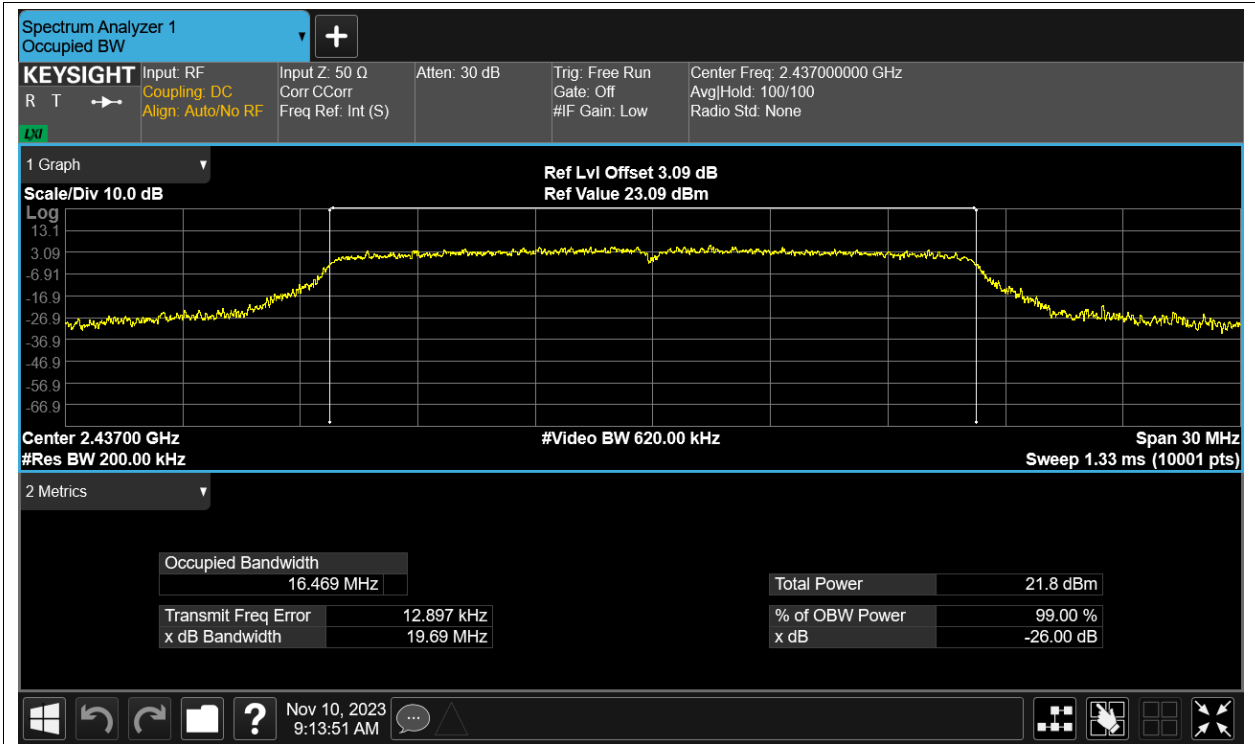 Spectrum Analyzer 1
Occupied BW
KEYSIGHT
R T
LXI
Input: RF
Coupling: DC
Align: Auto/No RF
Input Z: 50 Ω
Corr CCorr
Freq Ref: Int (S)
Atten: 30 dB
Trig: Free Run
Gate: Off
#IF Gain: Low
Center Freq: 2.437000000 GHz
Avg|Hold: 100/100
Radio Std: None
1 Graph
Scale/Div 10.0 dB
Ref Lvl Offset 3.09 dB
Ref Value 23.09 dBm
Log
13.1
3.09
-6.91
-16.9
-26.9
-36.9
-46.9
-56.9
-66.9
Center 2.43700 GHz
#Video BW 620.00 kHz
Span 30 MHz
#Res BW 200.00 kHz
Sweep 1.33 ms (10001 pts)
2 Metrics
Occupied Bandwidth
16.469 MHz
Transmit Freq Error 12.897 kHz
x dB Bandwidth 19.69 MHz
Total Power 21.8 dBm
% of OBW Power 99.00 %
x dB -26.00 dB
?
Nov 10, 2023
9:13:51 AM